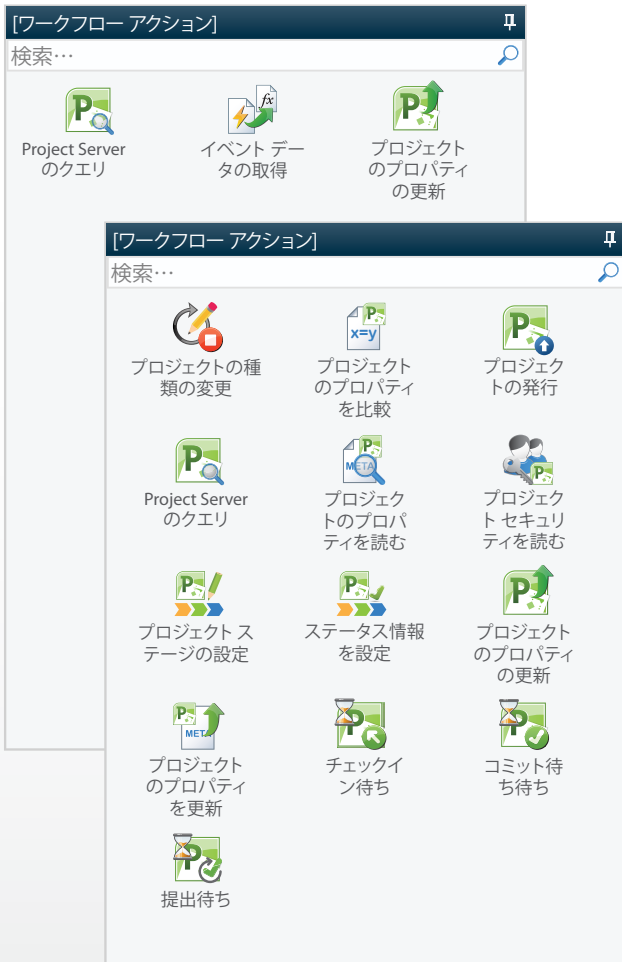 [ワークフロー アクション]
検索…
Project Server
のクエリ
イベント デー
タの取得
プロジェクト
のプロパティ
の更新
[ワークフロー アクション]
検索…
プロジェクトの種
類の変更
プロジェクト
のプロパティ
を比較
プロジェク
トの発行
Project Server
のクエリ
プロジェク
トのプロパ
ティを読む
プロジェク
ト セキュリ
ティを読む
プロジェクト ス
テージの設定
ステータス情報
を設定
プロジェクト
のプロパティ
の更新
プロジェクト
のプロパティ
を更新
チェックイ
ン待ち
コミット待
ち待ち
提出待ち